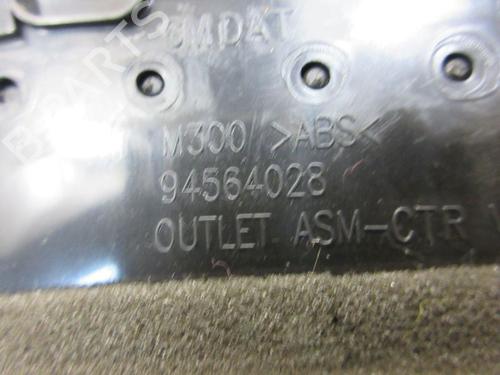 GMDAT
M300 >ABS<
94564028
OUTLET ASM-CTR